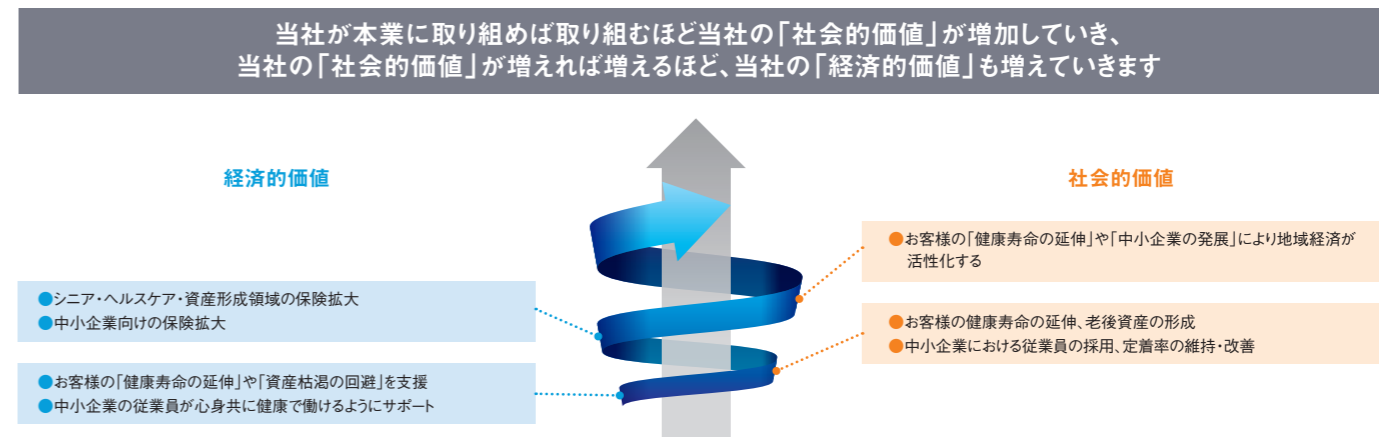 当社が本業に取り組めば取り組むほど当社の「社会的価値」が増加していき、
当社の「社会的価値」が増えれば増えるほど、当社の「経済的価値」も増えていきます
経済的価値
●シニア・ヘルスケア・資産形成領域の保険拡大
●中小企業向けの保険拡大
●お客様の「健康寿命の延伸」や「資産枯渇の回避」を支援
●中小企業の従業員が心身共に健康で働けるようにサポート
社会的価値
●お客様の「健康寿命の延伸」や「中小企業の発展」により地域経済が
活性化する
●お客様の健康寿命の延伸、老後資産の形成
●中小企業における従業員の採用、定着率の維持・改善